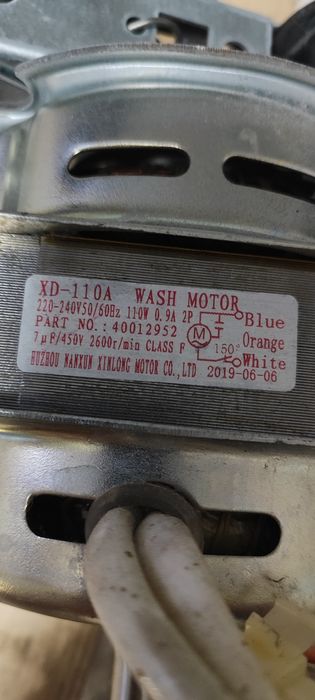 XD-110A WASH MOTOR
220-240V50/60Hz 110W 0.9A 2P
PART NO.: 40012952
7μF/450V 2600r/min CLASS F
HUZHOU NANXUN XINLONG MOTOR CO.,LTD 2019-06-06
Blue
M
Orange
150°
White